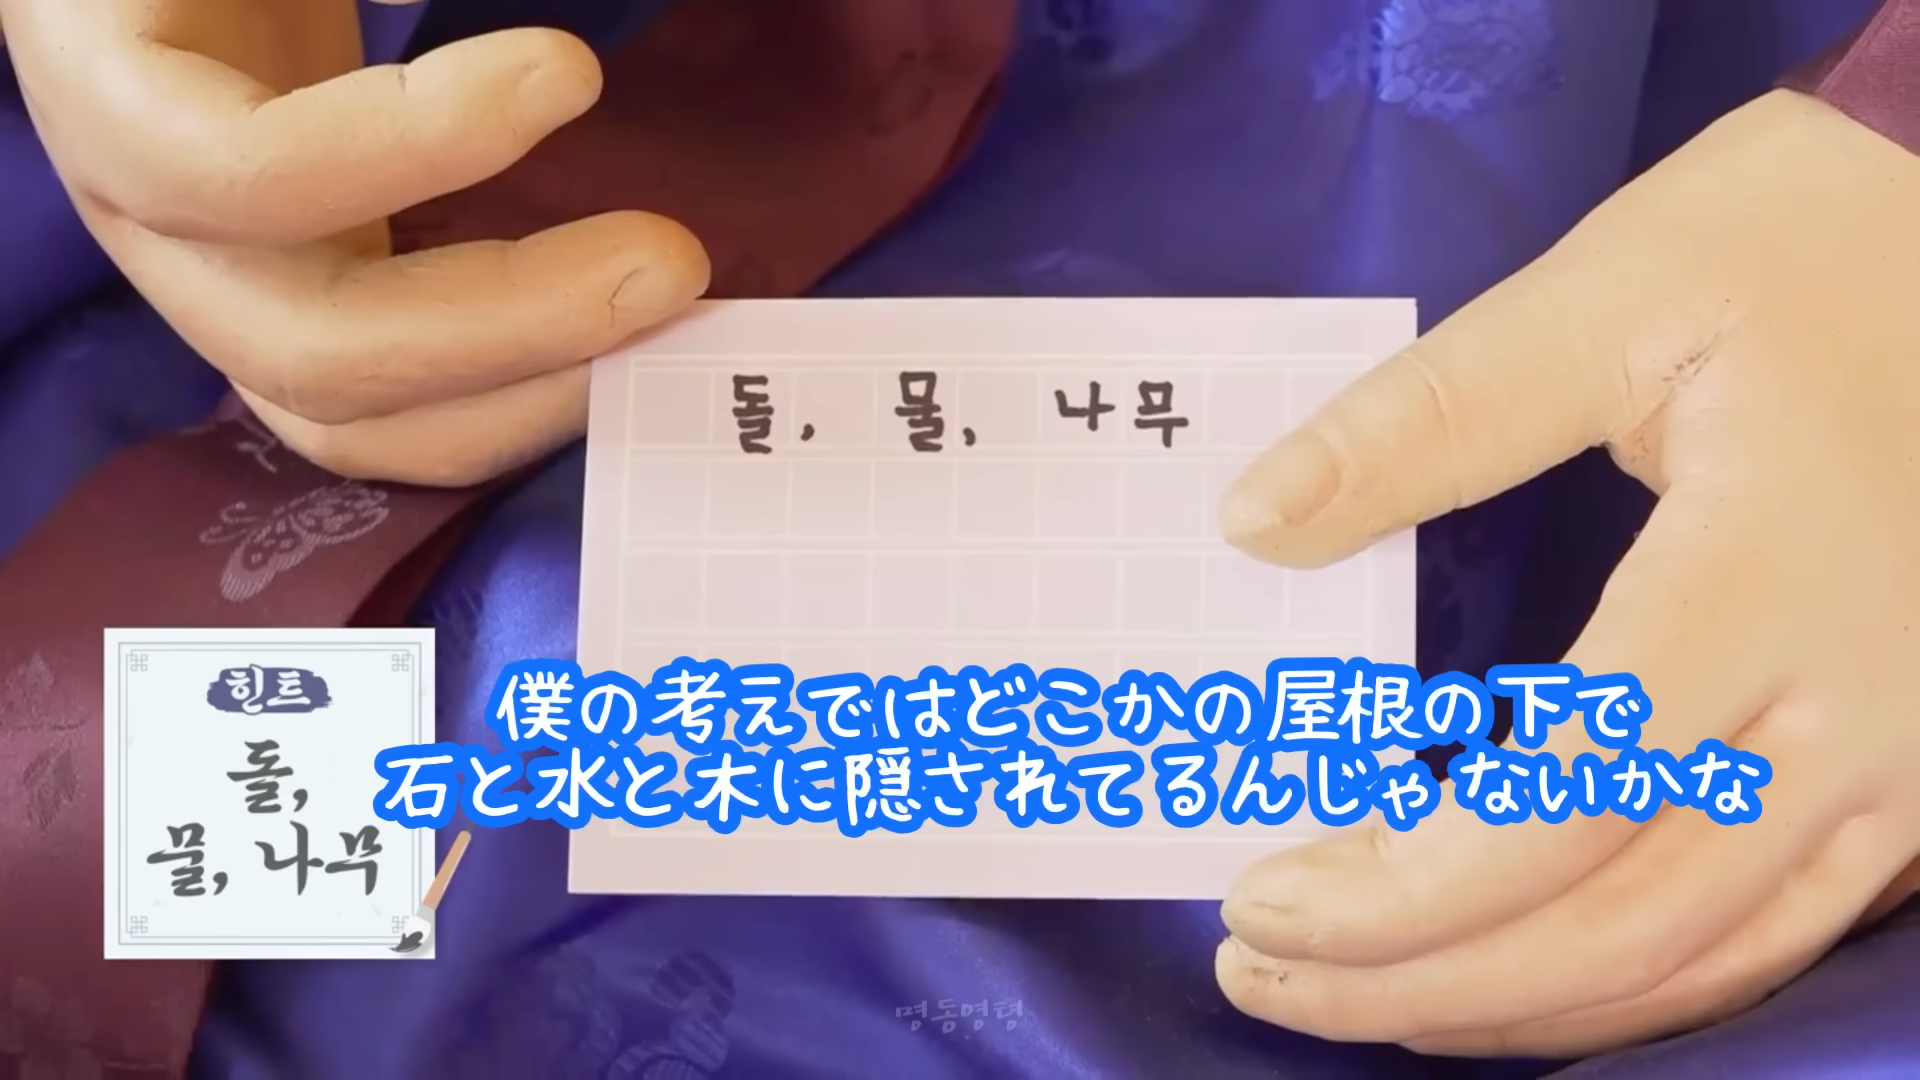 돌, 물, 나무
힌트
돌,
물, 나무
僕の考えではどこかの屋根の下で
石と水と木に隠されてるんじゃないかな
명동명텽